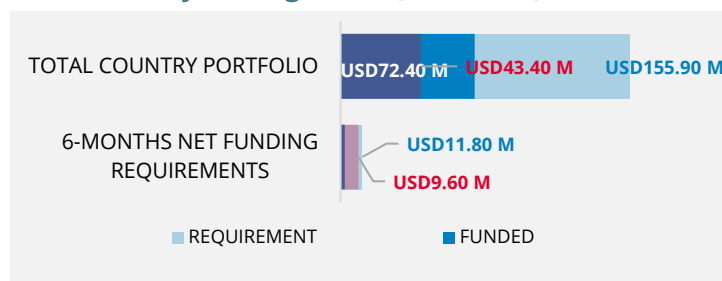 TOTAL COUNTRY PORTFOLIO
USD72.40 M
USD43.40 M
USD155.90 M
6-MONTHS NET FUNDING
REQUIREMENTS
USD11.80 M
USD9.60 M
REQUIREMENT
FUNDED